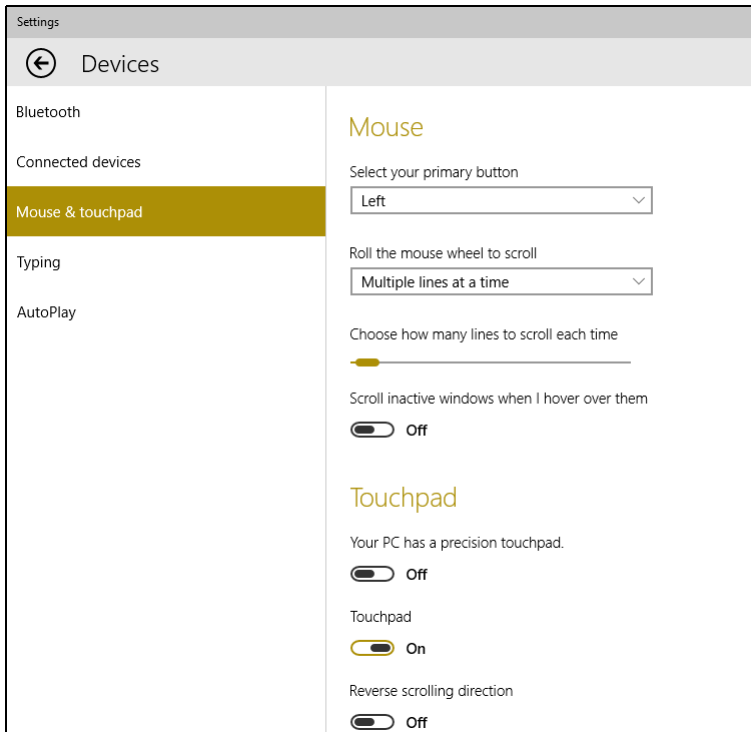 Settings
Devices
Bluetooth
Connected devices
Mouse & touchpad
Typing
AutoPlay
Mouse
Select your primary button
Left
Roll the mouse wheel to scroll
Multiple lines at a time
Choose how many lines to scroll each time
Scroll inactive windows when I hover over them
Off
Touchpad
Your PC has a precision touchpad.
Off
Touchpad
On
Reverse scrolling direction
Off